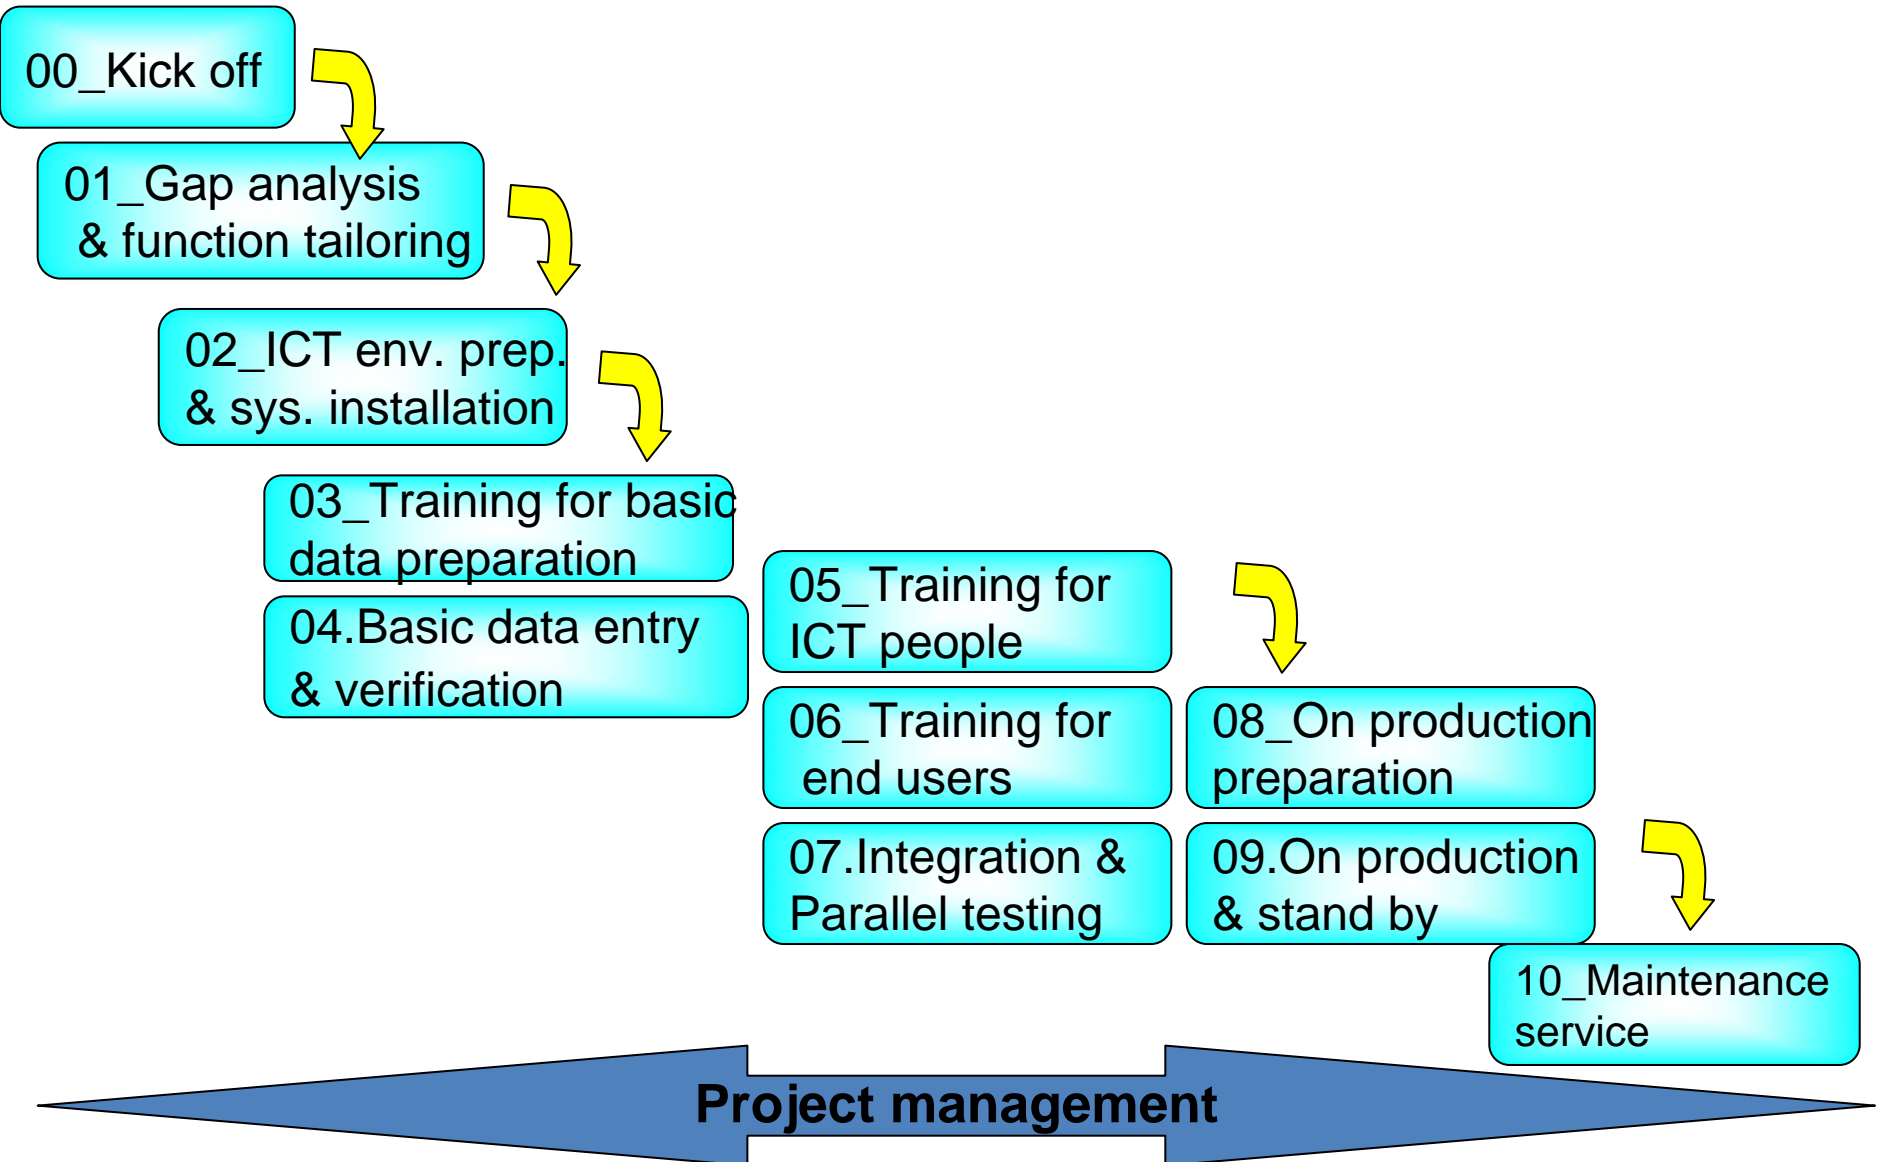 00_Kick off
01_Gap analysis
& function tailoring
02_ICT env. prep.
& sys. installation
03_Training for basic
data preparation
04.Basic data entry
& verification
05_Training for
ICT people
06_Training for
end users
07.Integration &
Parallel testing
08_On production
preparation
09.On production
& stand by
10_Maintenance
service
Project management